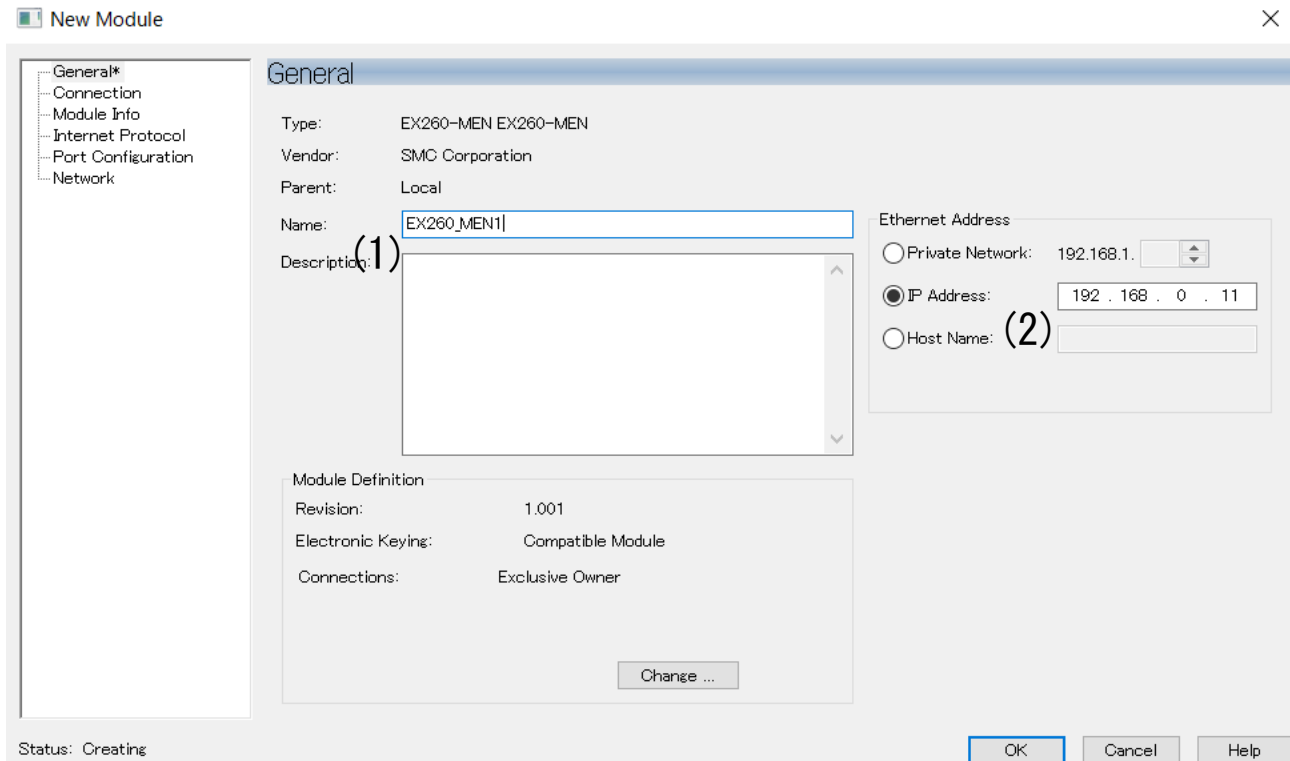 New Module
General*
Connection
Module Info
Internet Protocol
Port Configuration
Network
General
Type: EX260-MEN EX260-MEN
Vendor: SMC Corporation
Parent: Local
Name: EX260_MEN1
(1)
Description:
Ethernet Address
Private Network: 192.168.1.
IP Address: 192 . 168 . 0 . 11
Host Name: (2)
Module Definition
Revision: 1.001
Electronic Keying: Compatible Module
Connections: Exclusive Owner
Change ...
Status: Creating
OK Cancel Help